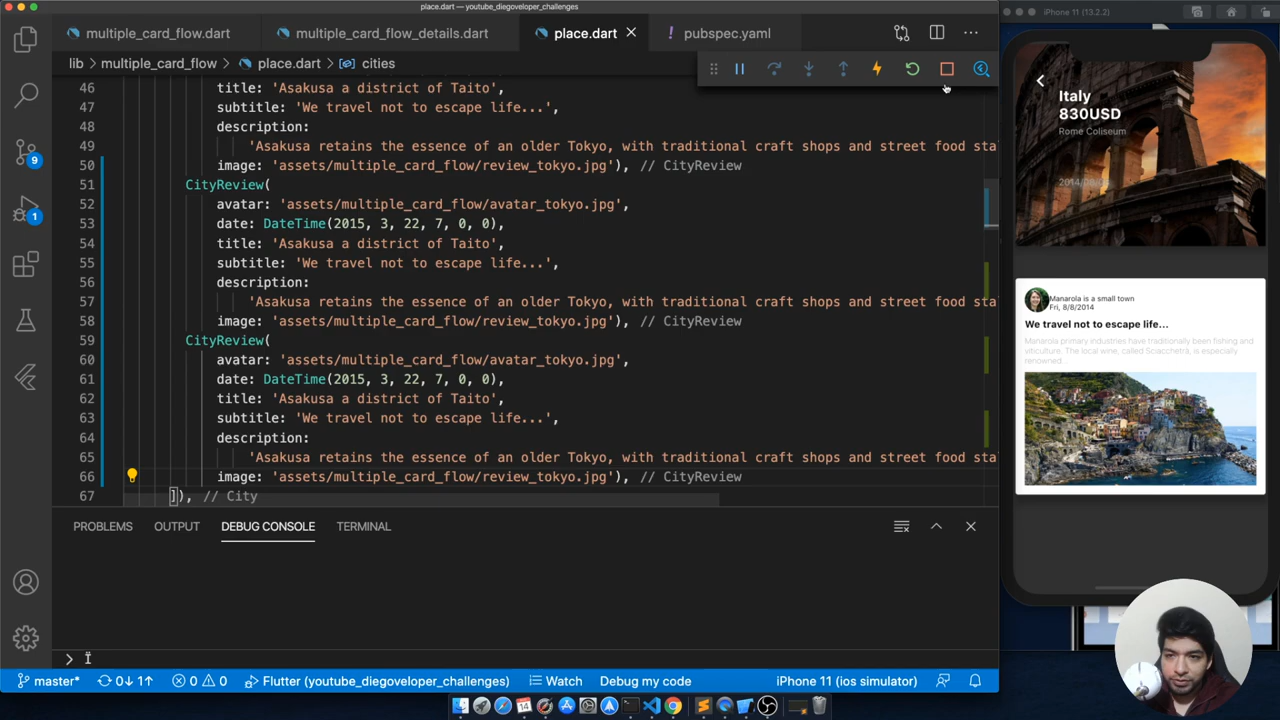 place.dart — youtube_diegoveloper_challenges
iPhone 11 (13.2.2)
multiple_card_flow.dart
multiple_card_flow_details.dart
place.dart
pubspec.yaml
lib > multiple_card_flow > place.dart > cities
46 title: 'Asakusa a district of Taito',
47 subtitle: 'We travel not to escape life...',
48 description:
49 'Asakusa retains the essence of an older Tokyo, with traditional craft shops and street food sta
50 image: 'assets/multiple_card_flow/review_tokyo.jpg'), // CityReview
51 CityReview(
52 avatar: 'assets/multiple_card_flow/avatar_tokyo.jpg',
53 date: DateTime(2015, 3, 22, 7, 0, 0),
54 title: 'Asakusa a district of Taito',
55 subtitle: 'We travel not to escape life...',
56 description:
57 'Asakusa retains the essence of an older Tokyo, with traditional craft shops and street food sta
58 image: 'assets/multiple_card_flow/review_tokyo.jpg'), // CityReview
59 CityReview(
60 avatar: 'assets/multiple_card_flow/avatar_tokyo.jpg',
61 date: DateTime(2015, 3, 22, 7, 0, 0),
62 title: 'Asakusa a district of Taito',
63 subtitle: 'We travel not to escape life...',
64 description:
65 'Asakusa retains the essence of an older Tokyo, with traditional craft shops and street food sta
66 image: 'assets/multiple_card_flow/review_tokyo.jpg'), // CityReview
67 ]), // City
9
1
PROBLEMS
OUTPUT
DEBUG CONSOLE
TERMINAL
>
master*
0↓ 1↑
0
0
Flutter (youtube_diegoveloper_challenges)
Watch
Debug my code
iPhone 11 (ios simulator)
14
Italy
830USD
Rome Coliseum
Manarola is a small town
Fri, 8/8/2014
We travel not to escape life...
Manarola primary industries have traditionally been fishing and
viticulture. The local wine, called Sciacchetrà, is especially
renowned...